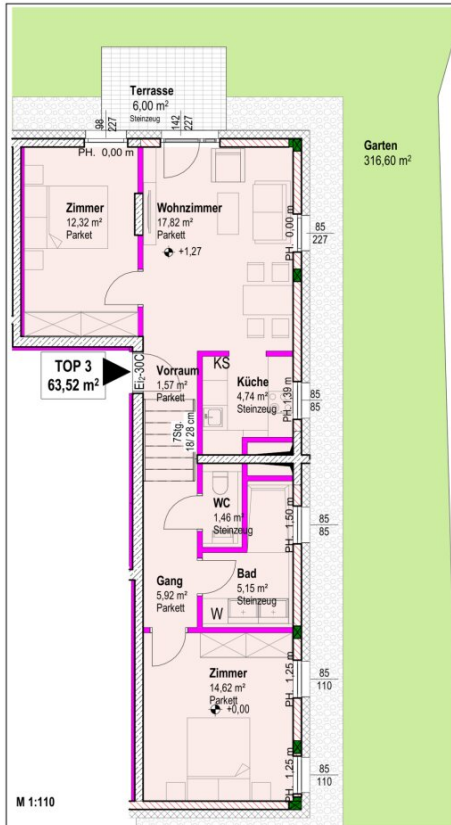 Terrasse
6,00 m²
Steinzeug
98
227
142
227
PH. 0,00 m
Garten
316,60 m²
Zimmer
12,32 m²
Parket
Wohnzimmer
17,82 m²
Parkett
+1,27
PH. 0,00 m
85
227
TOP 3
63,52 m²
EI₂-30C
Vorraum
1,57 m²
Parkett
KS
Küche
4,74 m²
Steinzeug
PH. 1,39 m
85
85
7Stg.
18/ 28 cm
WC
1,46 m²
Steinzeug
PH. 1,50 m
85
85
Gang
5,92 m²
Parkett
Bad
5,15 m²
Steinzeug
W
Zimmer
14,62 m²
Parkett
+0,00
PH. 1,25 m
85
110
PH. 1,25 m
85
110
M 1:110